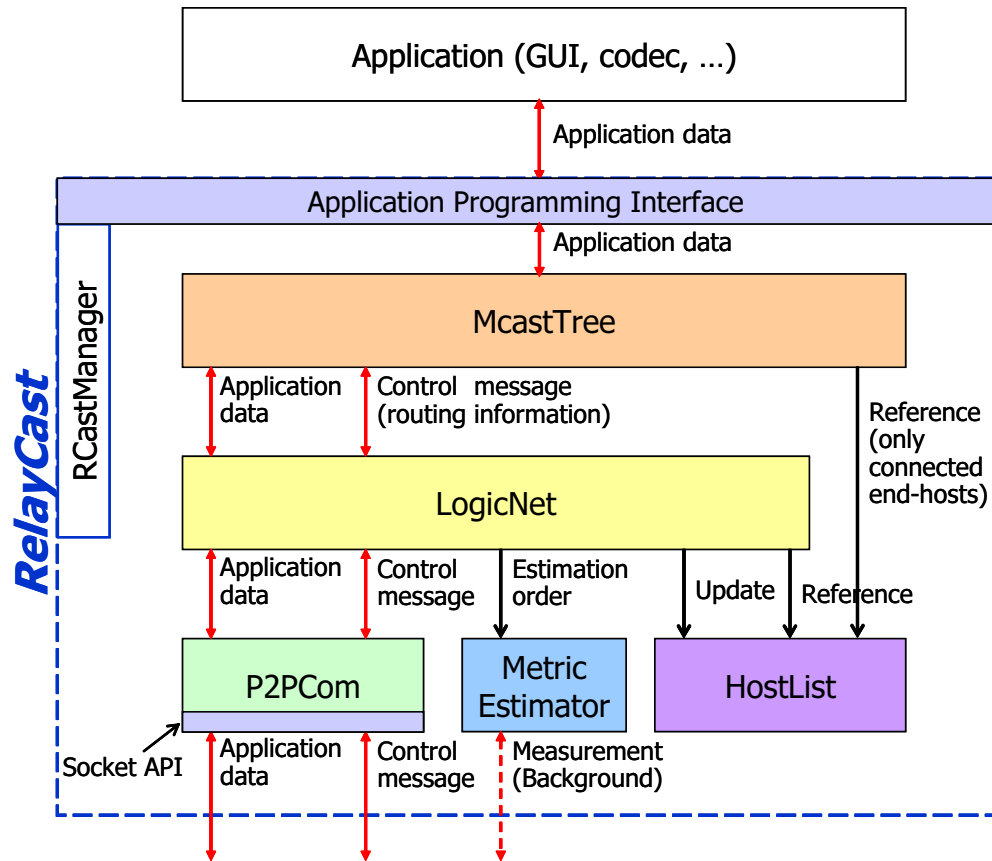 Application (GUI, codec, …)
Application data
Application Programming Interface
Application data
RCastManager
RelayCast
McastTree
Application
data
Control message
(routing information)
Reference
(only
connected
end-hosts)
LogicNet
Application
data
Control
message
Estimation
order
Update
Reference
P2PCom
Metric
Estimator
HostList
Socket API
Application
data
Control
message
Measurement
(Background)